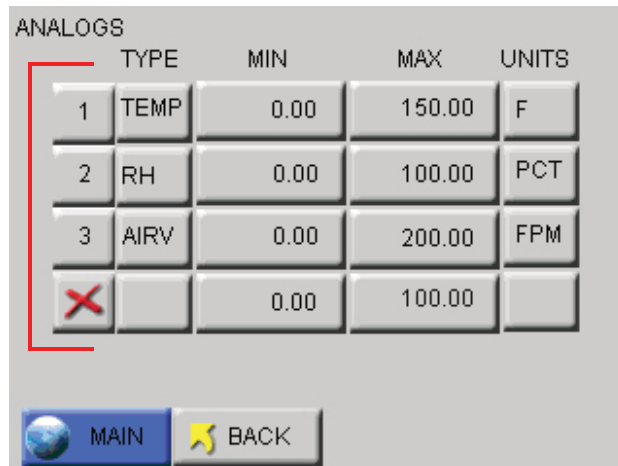 ANALOGS
TYPE MIN MAX UNITS
1 TEMP 0.00 150.00 F
2 RH 0.00 100.00 PCT
3 AIRV 0.00 200.00 FPM
0.00 100.00
MAIN BACK